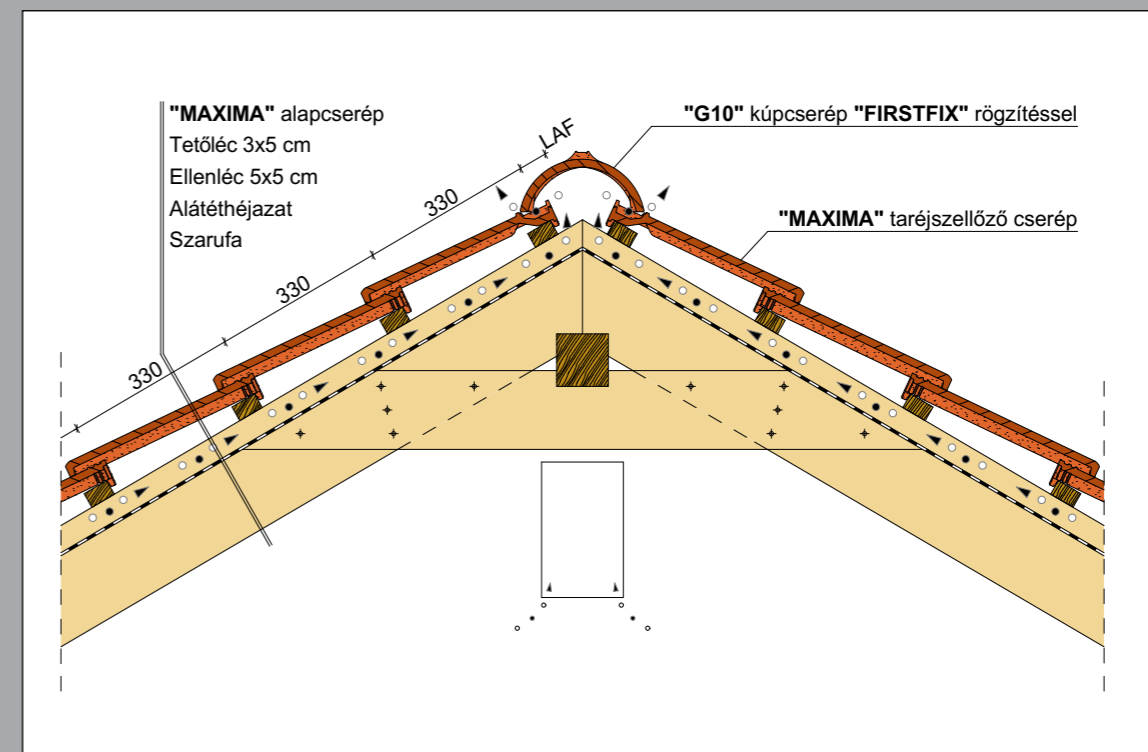 "MAXIMA" alapcserép
Tetőléc 3x5 cm
Ellenléc 5x5 cm
Alátéthéjazat
Szarufa
"G10" kúpcserép "FIRSTFIX" rögzítéssel
"MAXIMA" taréjszellőző cserép
LAF
330
330
330